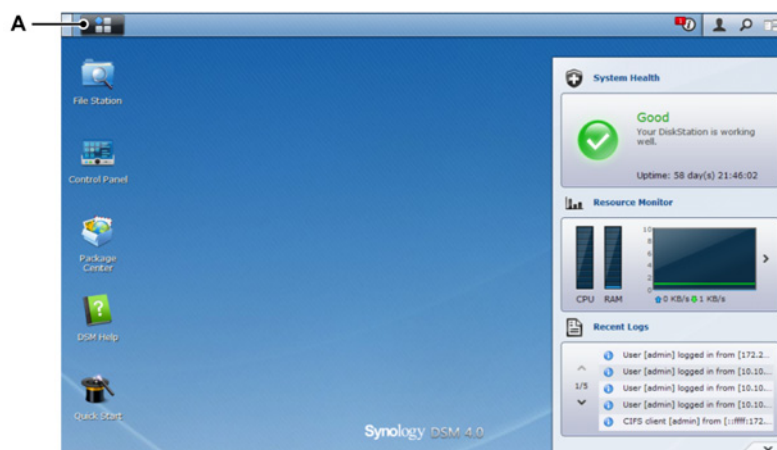 A
1
File Station
Control Panel
Package
Center
DSM Help
Quick Start
Synology DSM 4.0
System Health
Good
Your DiskStation is working
well.
Uptime: 58 day(s) 21:46:02
Resource Monitor
10
8
6
4
2
0
CPU RAM 0 KB/s 1 KB/s
Recent Logs
User [admin] logged in from [172.2...
User [admin] logged in from [10.10...
1/5
User [admin] logged in from [10.10...
User [admin] logged in from [10.10...
CIFS client [admin] from [::ffff:172...